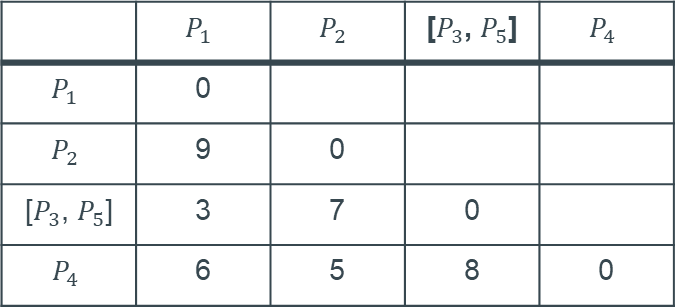 P₁ P₂ [P₃, P₅] P₄
P₁ 0
P₂ 9 0
[P₃, P₅] 3 7 0
P₄ 6 5 8 0